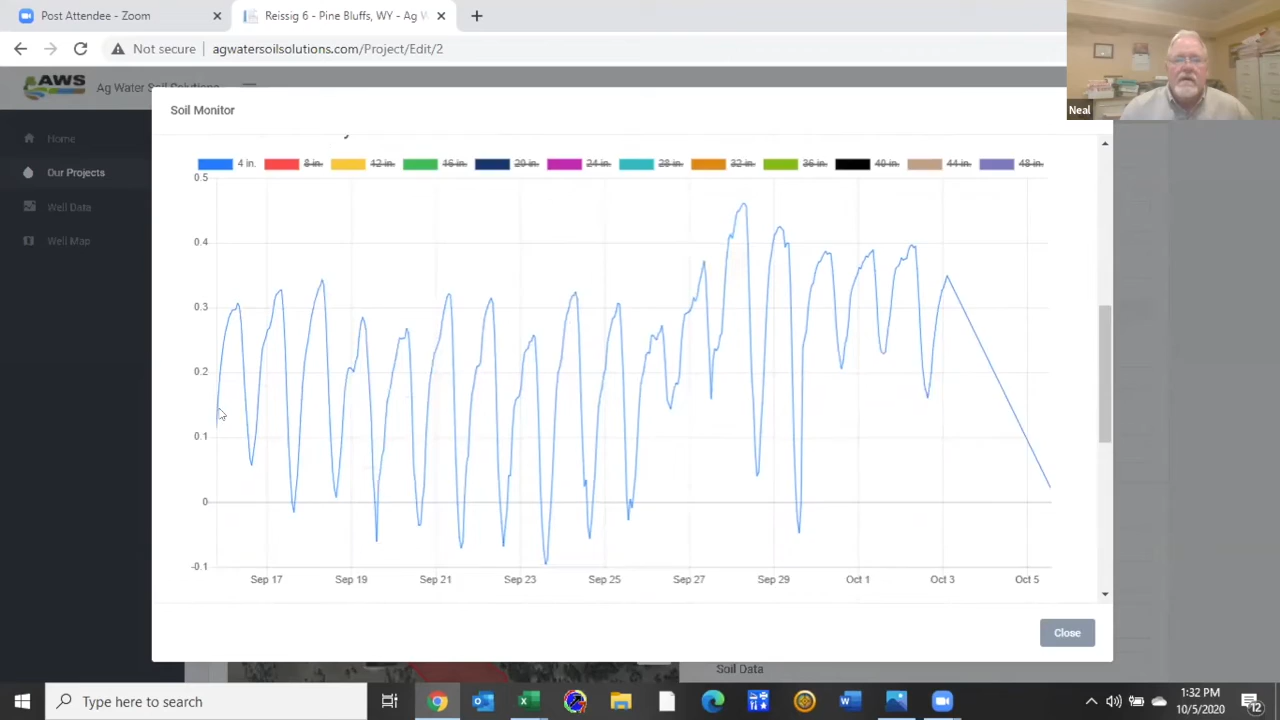 Post Attendee - Zoom
Reissig 6 - Pine Bluffs, WY - Ag W
Not secure | agwatersoilsolutions.com/Project/Edit/2
Neal
AWS Ag Water Soil Solutions
Soil Monitor
Home
Our Projects
Well Data
Well Map
4 in. 8 in. 12 in. 16 in. 20 in. 24 in. 28 in. 32 in. 36 in. 40 in. 44 in. 48 in.
0.5
0.4
0.3
0.2
0.1
0
-0.1
Sep 17 Sep 19 Sep 21 Sep 23 Sep 25 Sep 27 Sep 29 Oct 1 Oct 3 Oct 5
Close
Soil Data
Type here to search
1:32 PM
10/5/2020
12